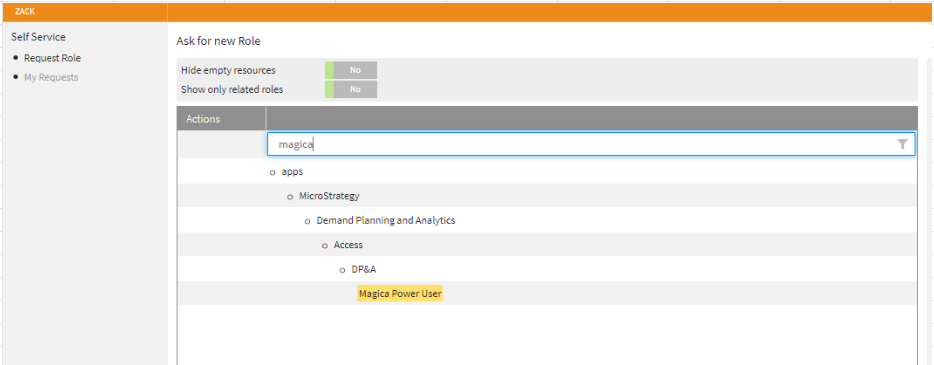 ZACK
Self Service
Request Role
My Requests
Ask for new Role
Hide empty resources No
Show only related roles No
Actions
magica
apps
MicroStrategy
Demand Planning and Analytics
Access
DP&A
Magica Power User